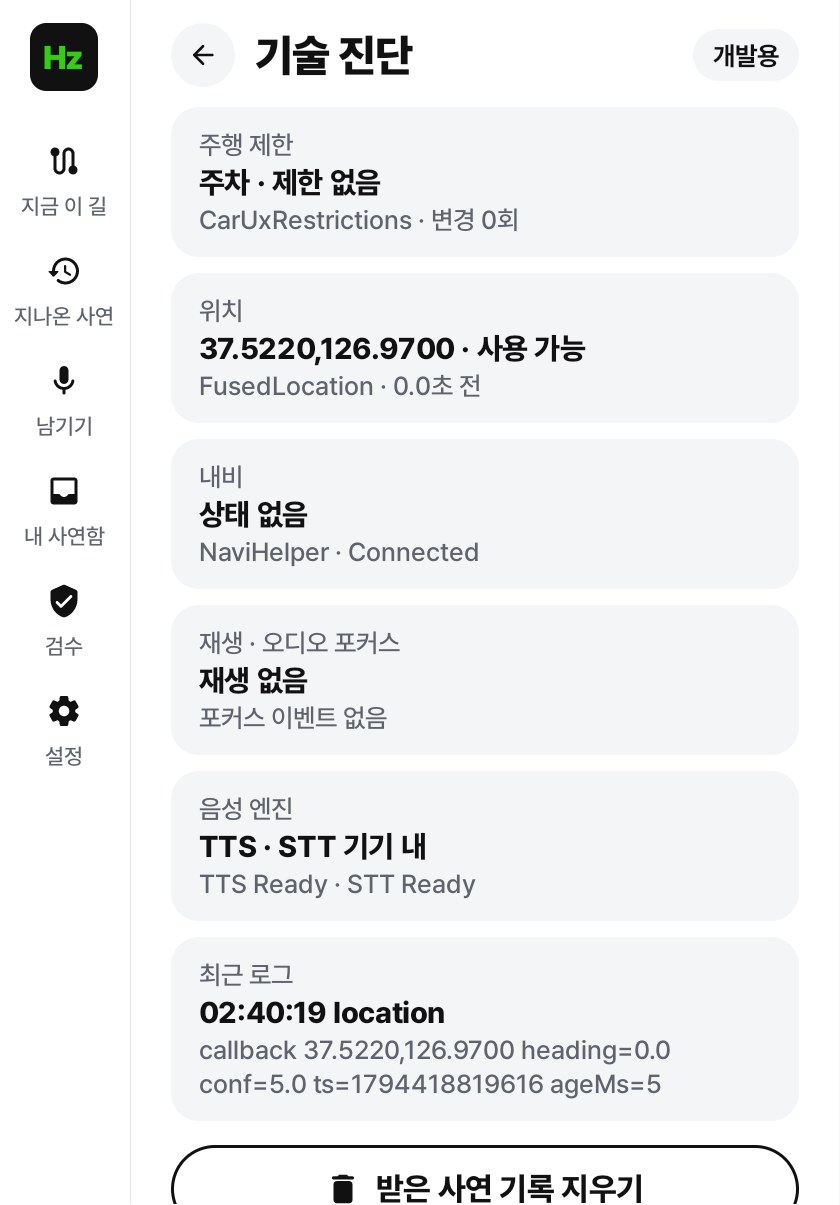 Hz
지금 이 길
지나온 사연
남기기
내 사연함
검수
설정
기술 진단
개발용
주행 제한
주차 · 제한 없음
CarUxRestrictions · 변경 0회
위치
37.5220,126.9700 · 사용 가능
FusedLocation · 0.0초 전
내비
상태 없음
NaviHelper · Connected
재생 · 오디오 포커스
재생 없음
포커스 이벤트 없음
음성 엔진
TTS · STT 기기 내
TTS Ready · STT Ready
최근 로그
02:40:19 location
callback 37.5220,126.9700 heading=0.0
conf=5.0 ts=1794418819616 ageMs=5
받은 사연 기록 지우기